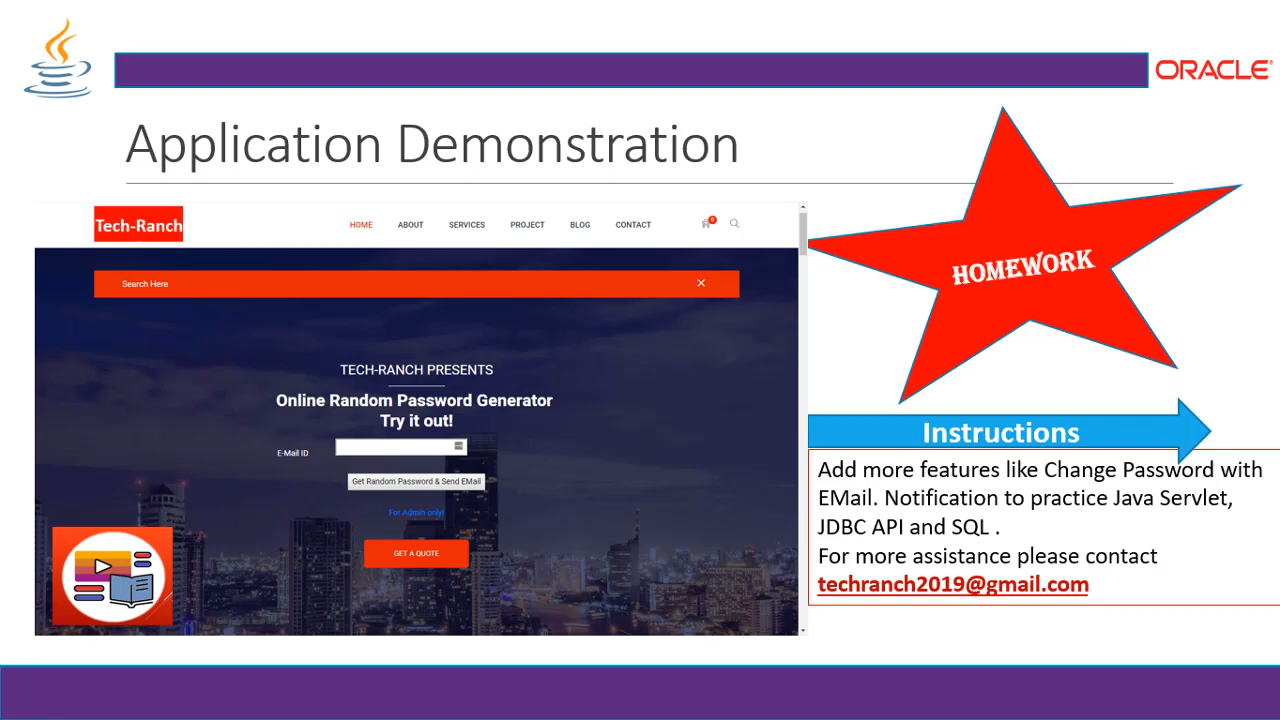 ORACLE®
Application Demonstration
Tech-Ranch
HOME ABOUT SERVICES PROJECT BLOG CONTACT 0
Search Here ×
TECH-RANCH PRESENTS
Online Random Password Generator
Try it out!
E-Mail ID
Get Random Password & Send EMail
For Admin only!
GET A QUOTE
HOMEWORK
Instructions
Add more features like Change Password with
EMail. Notification to practice Java Servlet,
JDBC API and SQL .
For more assistance please contact
techranch2019@gmail.com